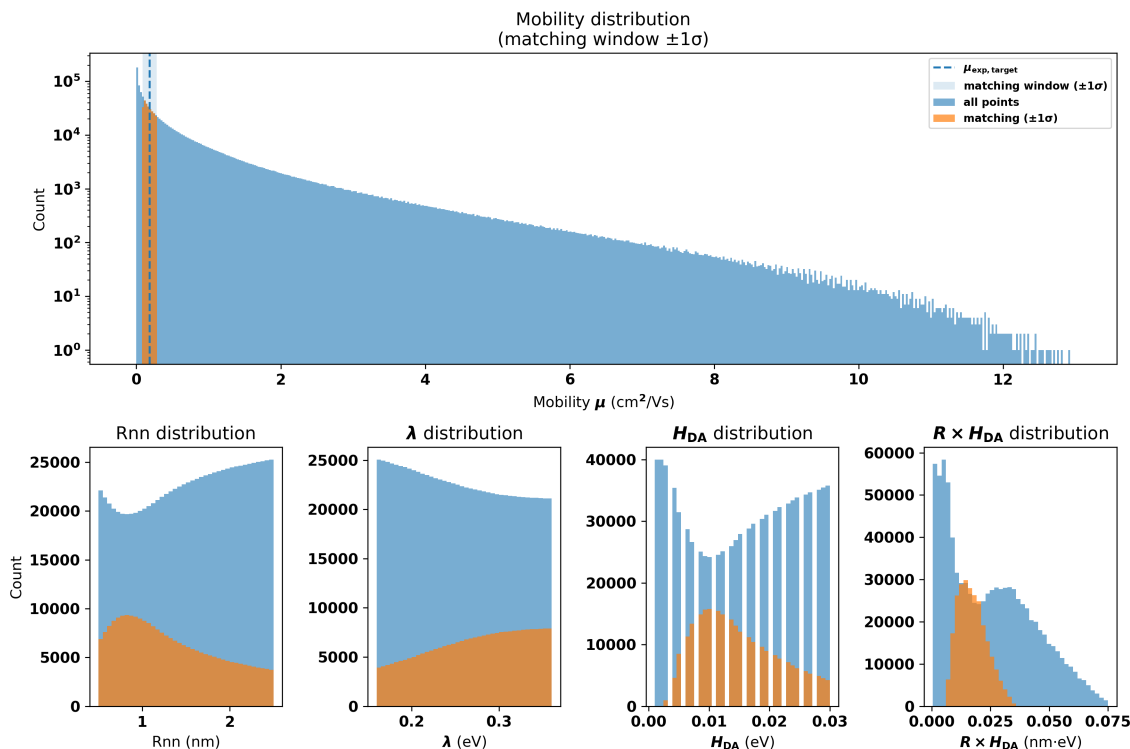 Mobility distribution
(matching window ±1σ)
Count
10⁵
10⁴
10³
10²
10¹
10⁰
μexp, target
matching window (±1σ)
all points
matching (±1σ)
0 2 4 6 8 10 12
Mobility μ (cm²/Vs)
Rnn distribution
Count
25000
20000
15000
10000
5000
0
1 2
Rnn (nm)
λ distribution
25000
20000
15000
10000
5000
0
0.2 0.3
λ (eV)
HDA distribution
40000
30000
20000
10000
0
0.00 0.01 0.02 0.03
HDA (eV)
R × HDA distribution
60000
50000
40000
30000
20000
10000
0
0.000 0.025 0.050 0.075
R × HDA (nm·eV)